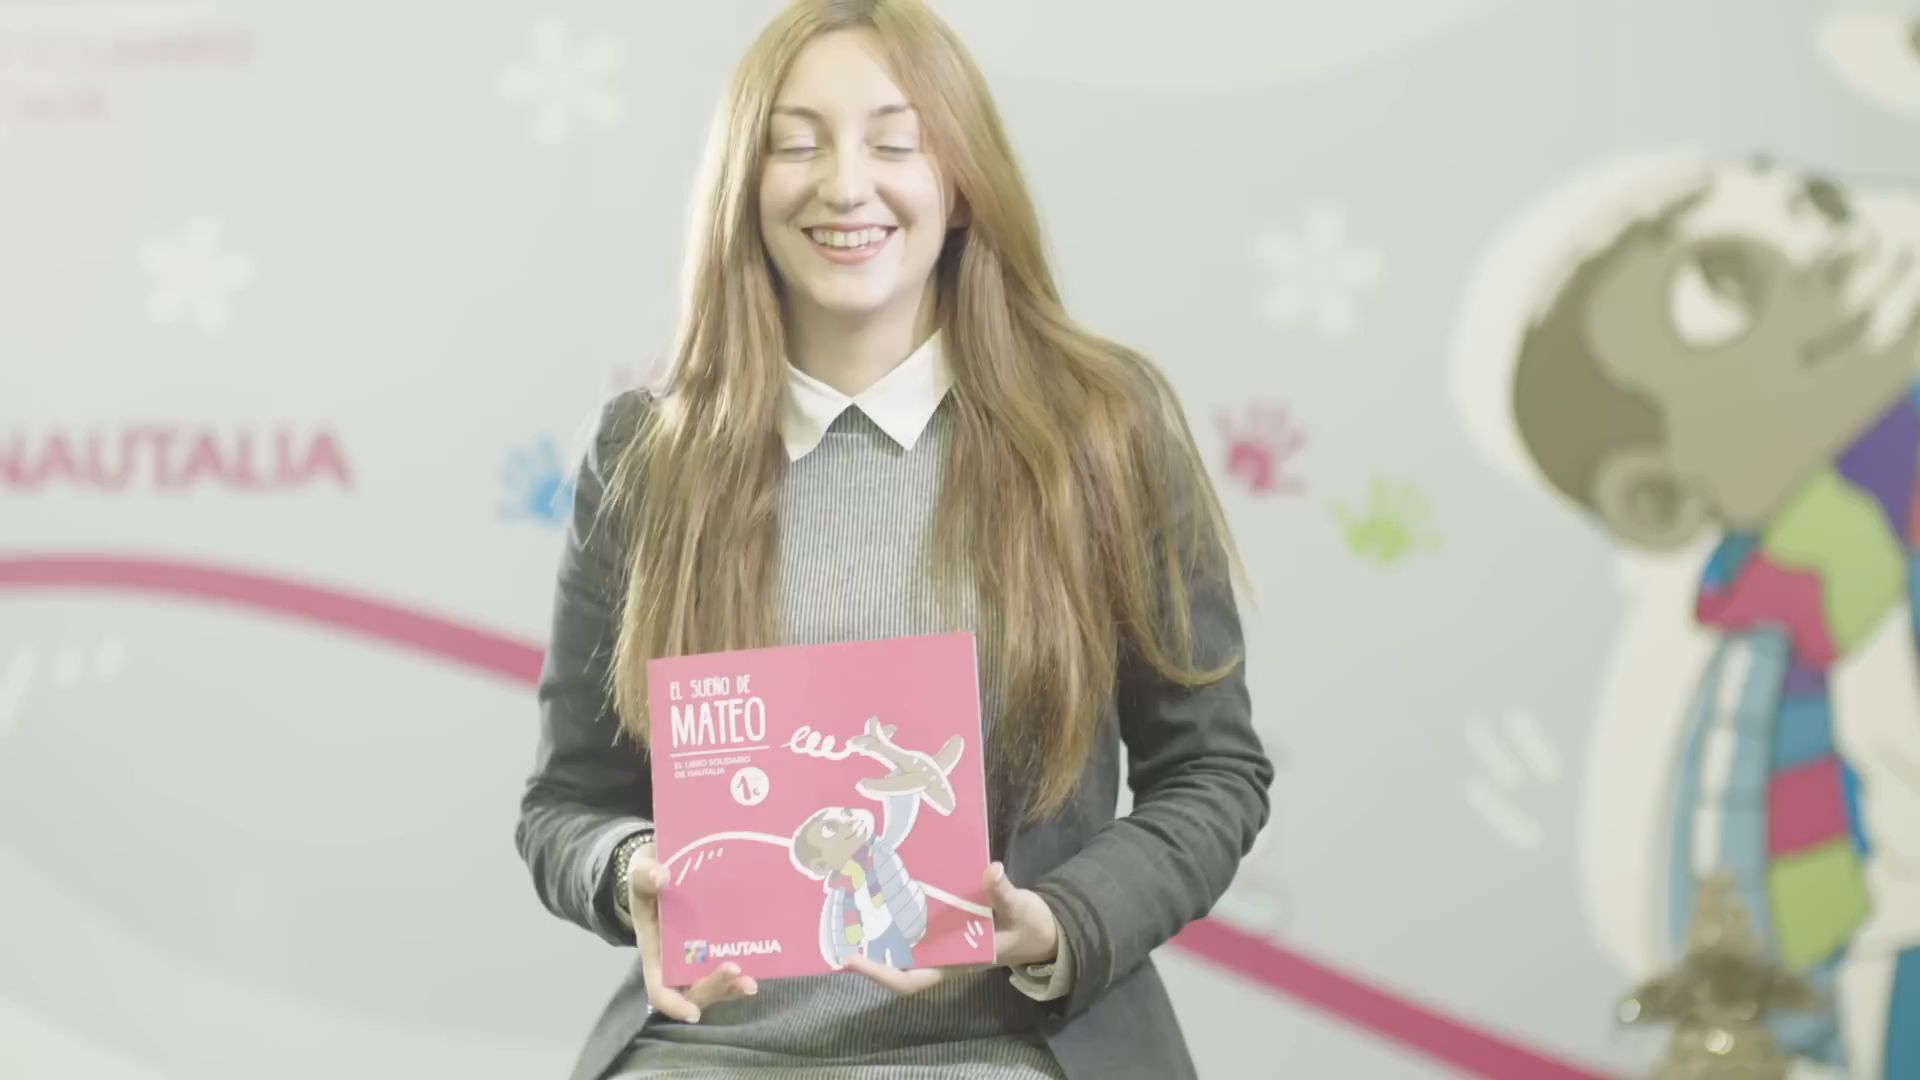 NAUTALIA
EL SUEÑO DE
MATEO
EL LIBRO SOLIDARIO
DE NAUTALIA
1€
NAUTALIA